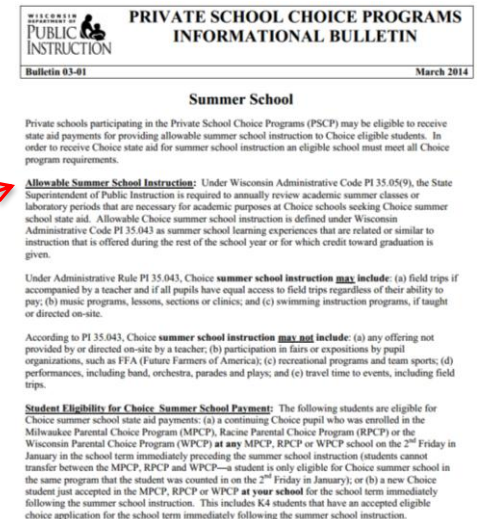 WISCONSIN
DEPARTMENT OF
PUBLIC
INSTRUCTION
PRIVATE SCHOOL CHOICE PROGRAMS
INFORMATIONAL BULLETIN
Bulletin 03-01 March 2014
Summer School
Private schools participating in the Private School Choice Programs (PSCP) may be eligible to receive
state aid payments for providing allowable summer school instruction to Choice eligible students. In
order to receive Choice state aid for summer school instruction an eligible school must meet all Choice
program requirements.
Allowable Summer School Instruction: Under Wisconsin Administrative Code PI 35.05(9), the State
Superintendent of Public Instruction is required to annually review academic summer classes or
laboratory periods that are necessary for academic purposes at Choice schools seeking Choice summer
school state aid. Allowable Choice summer school instruction is defined under Wisconsin
Administrative Code PI 35.043 as summer school learning experiences that are related or similar to
instruction that is offered during the rest of the school year or for which credit toward graduation is
given.
Under Administrative Rule PI 35.043, Choice summer school instruction may include: (a) field trips if
accompanied by a teacher and if all pupils have equal access to field trips regardless of their ability to
pay; (b) music programs, lessons, sections or clinics; and (c) swimming instruction programs, if taught
or directed on-site.
According to PI 35.043, Choice summer school instruction may not include: (a) any offering not
provided by or directed on-site by a teacher; (b) participation in fairs or expositions by pupil
organizations, such as FFA (Future Farmers of America); (c) recreational programs and team sports; (d)
performances, including band, orchestra, parades and plays; and (e) travel time to events, including field
trips.
Student Eligibility for Choice Summer School Payment: The following students are eligible for
Choice summer school state aid payments: (a) a continuing Choice pupil who was enrolled in the
Milwaukee Parental Choice Program (MPCP), Racine Parental Choice Program (RPCP) or the
Wisconsin Parental Choice Program (WPCP) at any MPCP, RPCP or WPCP school on the 2nd Friday in
January in the school term immediately preceding the summer school instruction (students cannot
transfer between the MPCP, RPCP and WPCP—a student is only eligible for Choice summer school in
the same program that the student was counted in on the 2nd Friday in January); or (b) a new Choice
student just accepted in the MPCP, RPCP or WPCP at your school for the school term immediately
following the summer school instruction. This includes K4 students that have an accepted eligible
choice application for the school term immediately following the summer school instruction.